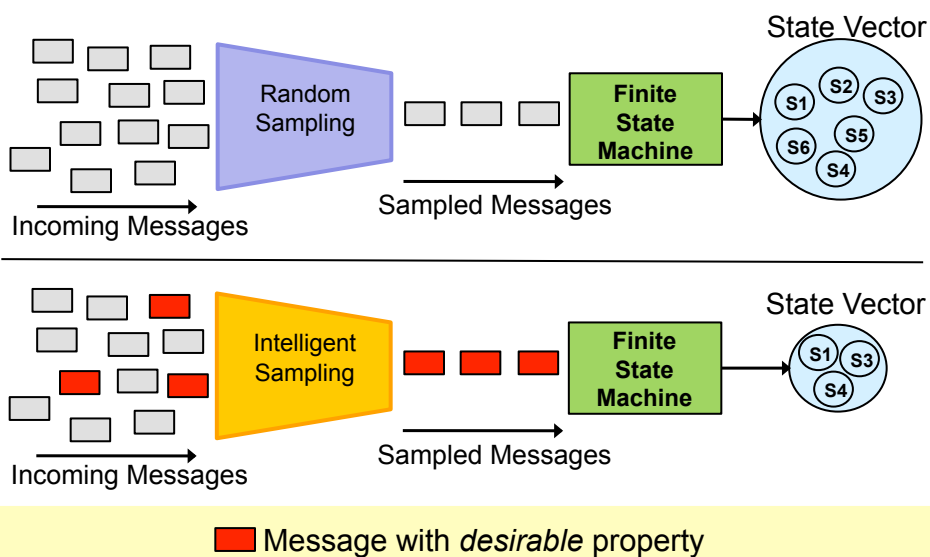 State Vector
Random
Sampling
Finite
State
Machine
S1
S2
S3
S5
S6
S4
Sampled Messages
Incoming Messages
State Vector
Intelligent
Sampling
Finite
State
Machine
S1
S3
S4
Sampled Messages
Incoming Messages
Message with desirable property